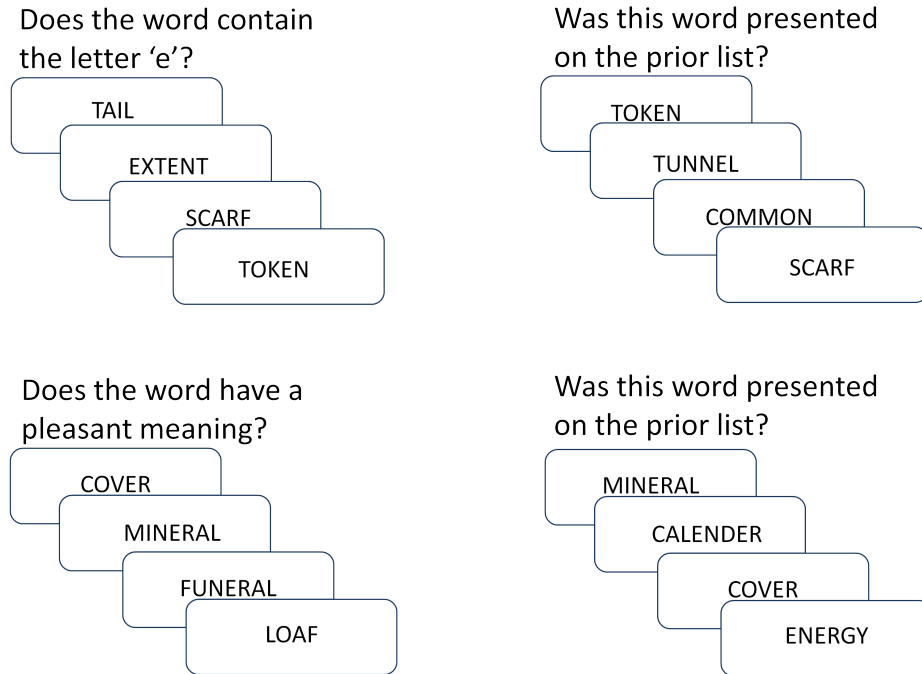 Does the word contain
the letter ‘e’?
TAIL
EXTENT
SCARF
TOKEN
Was this word presented
on the prior list?
TOKEN
TUNNEL
COMMON
SCARF
Does the word have a
pleasant meaning?
COVER
MINERAL
FUNERAL
LOAF
Was this word presented
on the prior list?
MINERAL
CALENDER
COVER
ENERGY